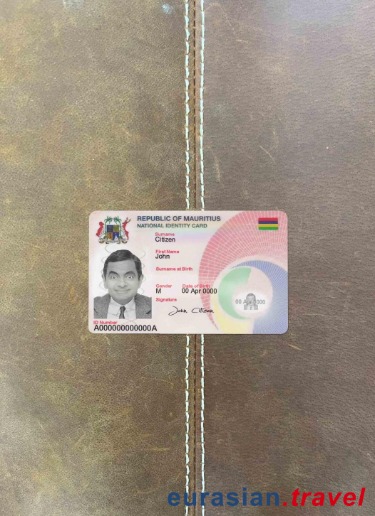 REPUBLIC OF MAURITIUS
NATIONAL IDENTITY CARD
Surname
Citizen
First Name
John
Surname at Birth
Gender Date of Birth
M 00 Apr 0000
Signature
John Citizen
00 Apr 0000
ID Number
A000000000000A
eurasian.travel